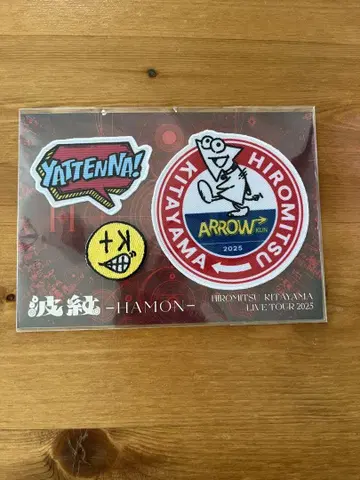 YATTENNA!
K+
HIROMITSU
KITAYAMA
ARROW KUN
2025
波紋 -HAMON-
HIROMITSU KITAYAMA
LIVE TOUR 2025